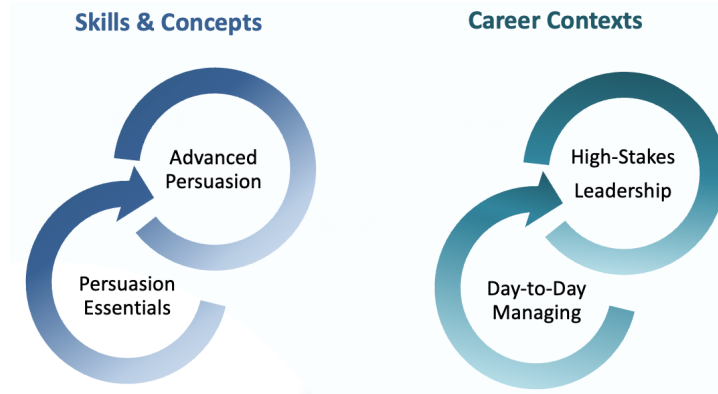 Skills & Concepts
Advanced
Persuasion
Persuasion
Essentials
Career Contexts
High-Stakes
Leadership
Day-to-Day
Managing